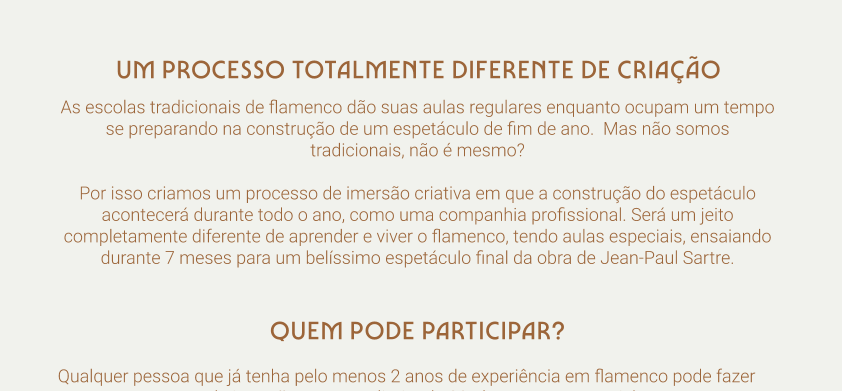 UM PROCESSO TOTALMENTE DIFERENTE DE CRIAÇÃO
As escolas tradicionais de flamenco dão suas aulas regulares enquanto ocupam um tempo
se preparando na construção de um espetáculo de fim de ano.  Mas não somos
tradicionais, não é mesmo?
Por isso criamos um processo de imersão criativa em que a construção do espetáculo
acontecerá durante todo o ano, como uma companhia profissional. Será um jeito
completamente diferente de aprender e viver o flamenco, tendo aulas especiais, ensaiando
durante 7 meses para um belíssimo espetáculo final da obra de Jean-Paul Sartre.
QUEM PODE PARTICIPAR?
Qualquer pessoa que já tenha pelo menos 2 anos de experiência em flamenco pode fazer